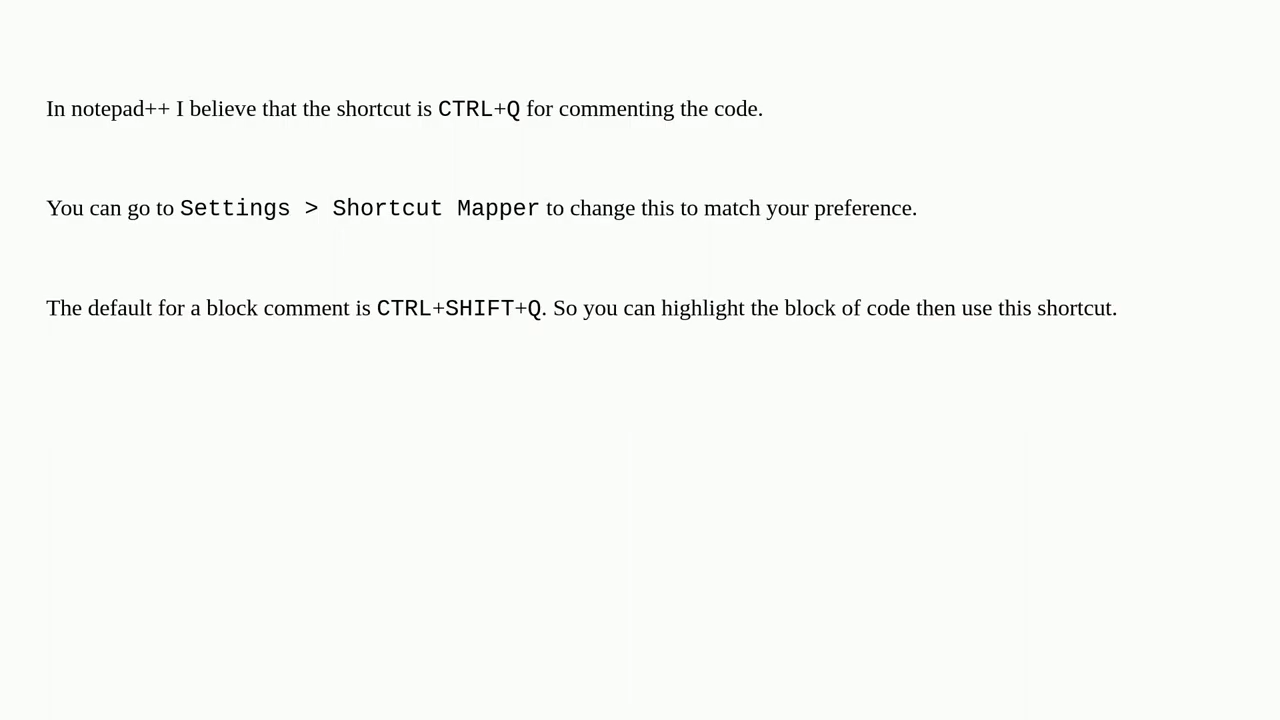 In notepad++ I believe that the shortcut is CTRL+Q for commenting the code.
You can go to Settings > Shortcut Mapper to change this to match your preference.
The default for a block comment is CTRL+SHIFT+Q. So you can highlight the block of code then use this shortcut.